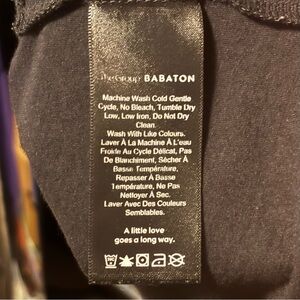 The Group BABATON
Machine Wash Cold Gentle
Cycle, No Bleach, Tumble Dry
Low, Low Iron, Do Not Dry
Clean.
Wash With Like Colours.
Laver À La Machine À L'eau
Froide Au Cycle Délicat, Pas
De Blanchiment, Sécher À
Basse Température,
Repasser À Basse
Température, Ne Pas
Nettoyer À Sec.
Laver Avec Des Couleurs
Semblables.
A little love
goes a long way.